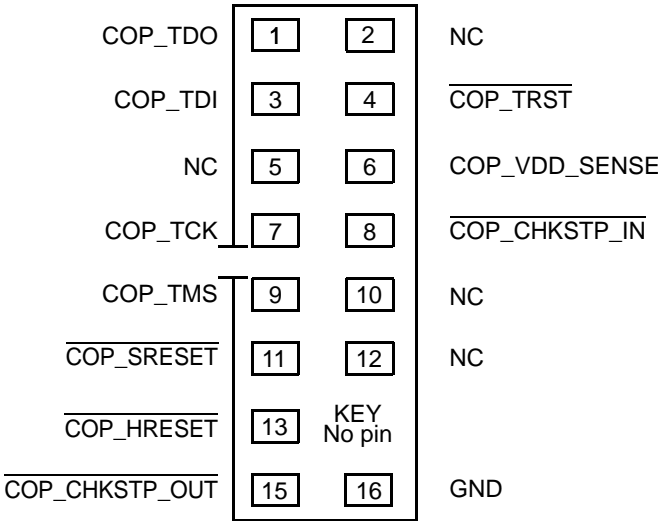 COP_TDO 1 2 NC
COP_TDI 3 4 COP_TRST
NC 5 6 COP_VDD_SENSE
COP_TCK 7 8 COP_CHKSTP_IN
COP_TMS 9 10 NC
COP_SRESET 11 12 NC
COP_HRESET 13 KEY
No pin
COP_CHKSTP_OUT 15 16 GND